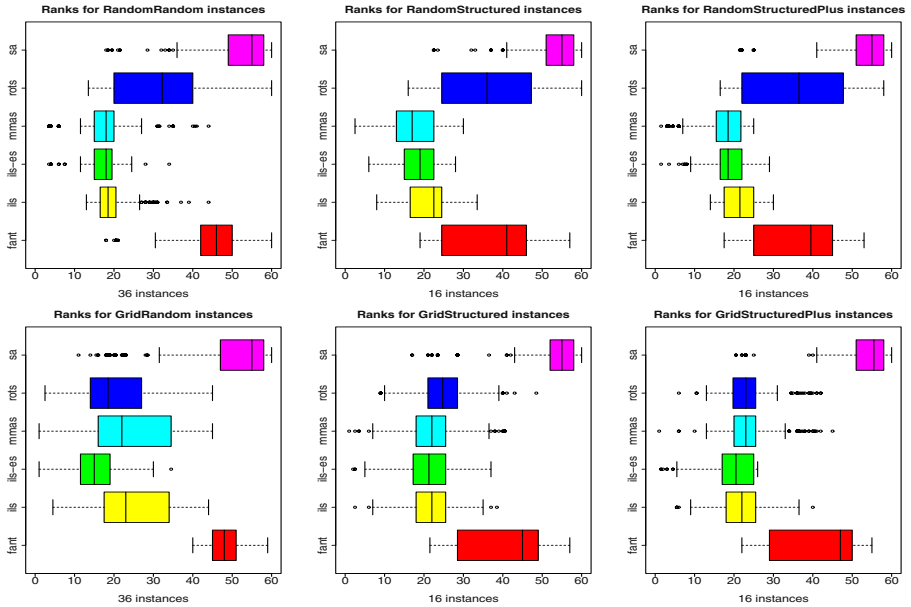 Ranks for RandomRandom instances
sa
rots
mmas
ils−es
ils
fant
0 10 20 30 40 50 60
36 instances
Ranks for RandomStructured instances
sa
rots
mmas
ils−es
ils
fant
0 10 20 30 40 50 60
16 instances
Ranks for RandomStructuredPlus instances
sa
rots
mmas
ils−es
ils
fant
0 10 20 30 40 50 60
16 instances
Ranks for GridRandom instances
sa
rots
mmas
ils−es
ils
fant
0 10 20 30 40 50 60
36 instances
Ranks for GridStructured instances
sa
rots
mmas
ils−es
ils
fant
0 10 20 30 40 50 60
16 instances
Ranks for GridStructuredPlus instances
sa
rots
mmas
ils−es
ils
fant
0 10 20 30 40 50 60
16 instances